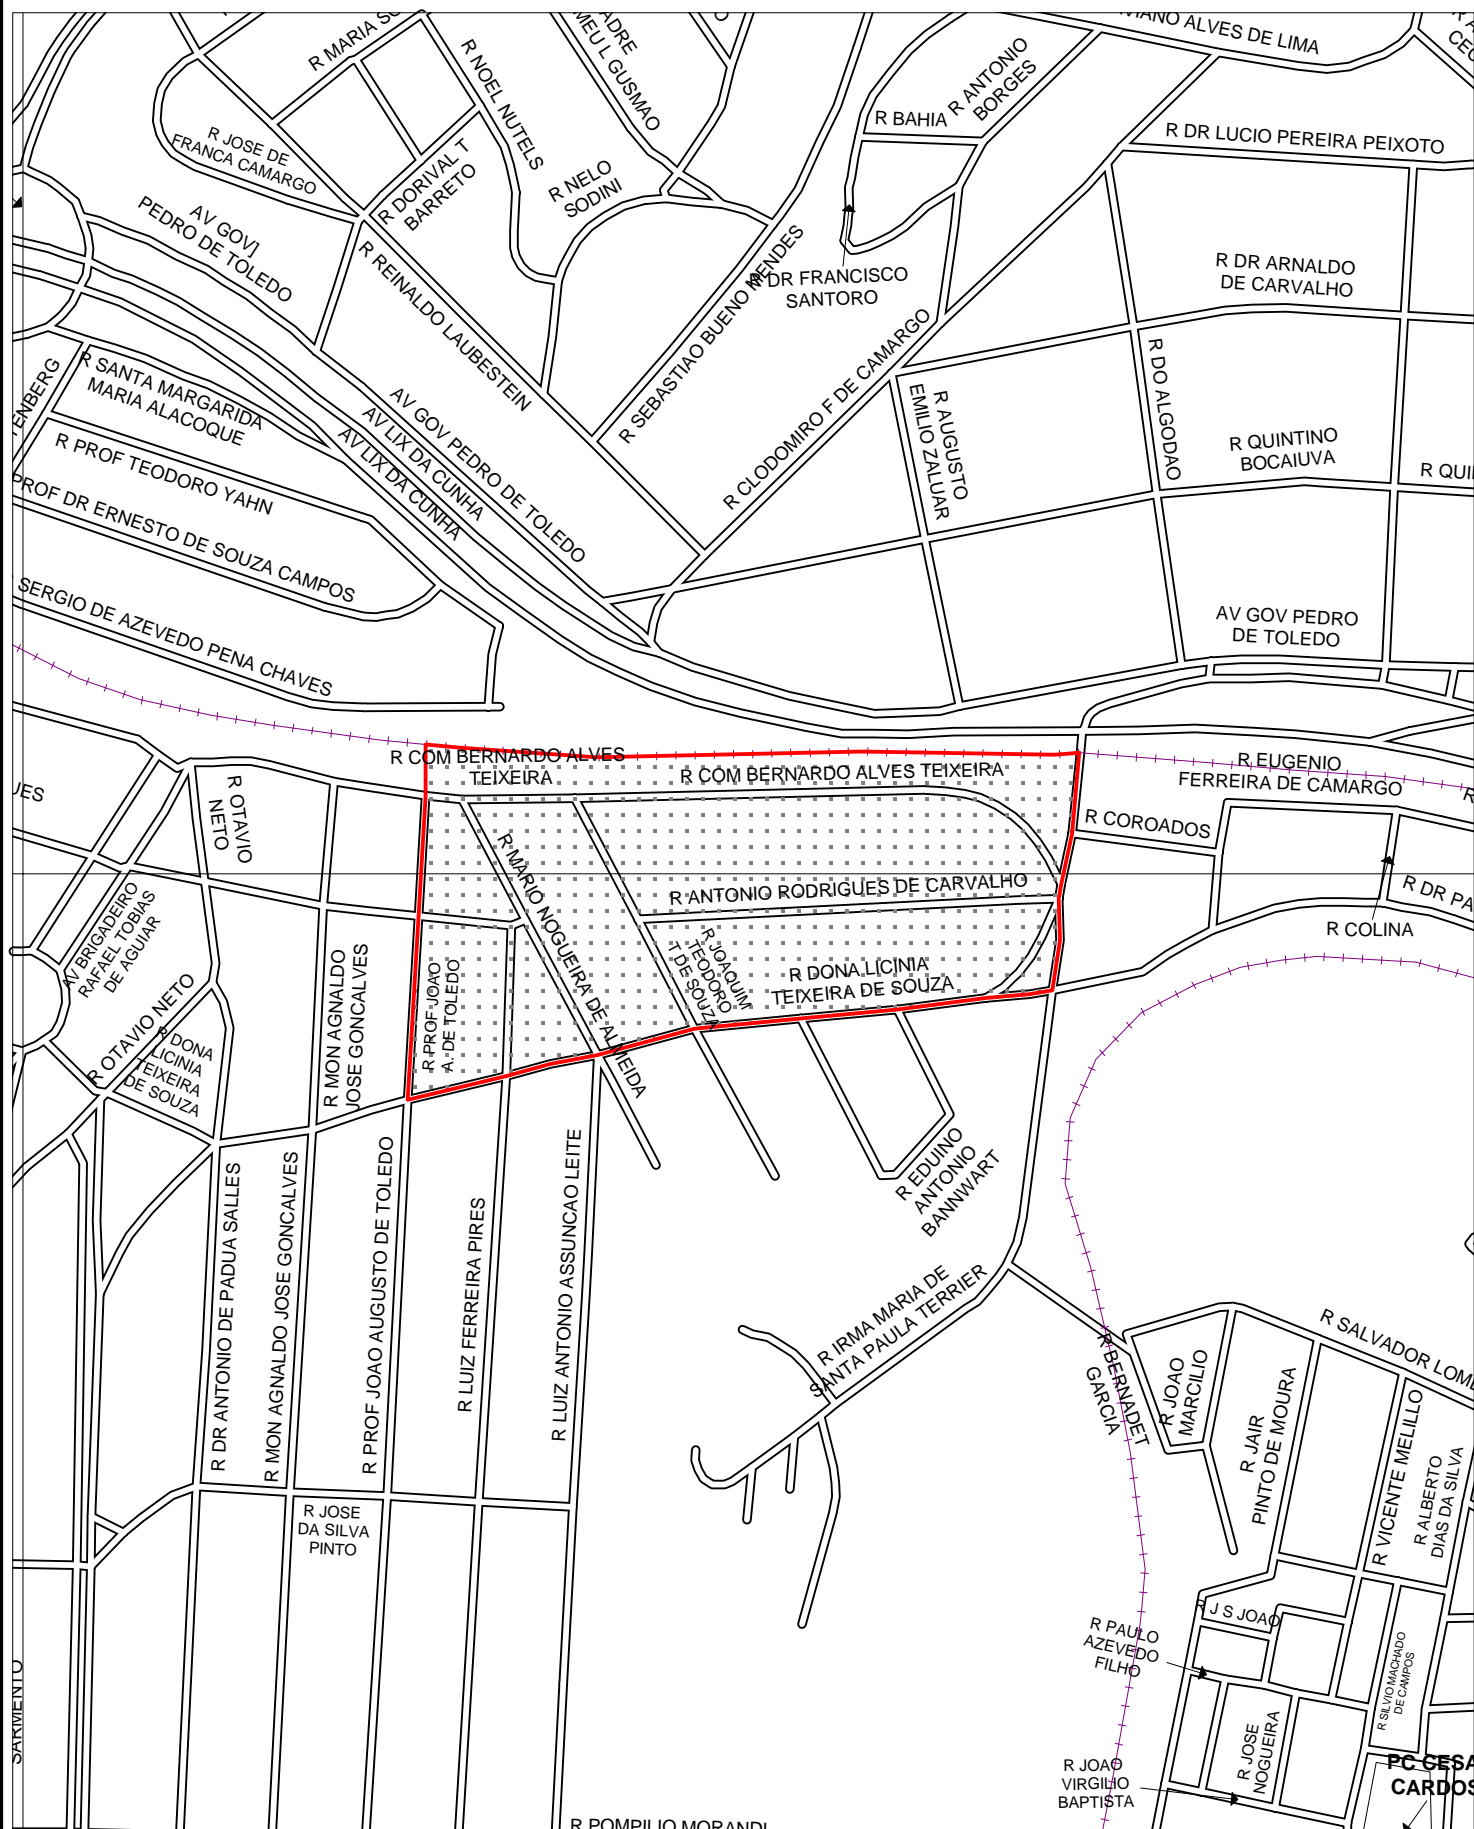 R MARIA
R NOEL NUTELS
MEU L GUSMAO
R ANTONIO
BORGES
R BAHIA
ALVES DE LIMA
R DR LUCIO PEREIRA PEIXOTO
R JOSE DE
FRANCA CAMARGO
R DORIVAL T
BARRETO
R NELO
SODINI
AV GOV]
PEDRO DE TOLEDO
R REINALDO LAUBESTEIN
R SEBASTIAO BUENO MENDES
R DR FRANCISCO
SANTORO
R DR ARNALDO
DE CARVALHO
R SANTA MARGARIDA
MARIA ALACOQUE
R PROF TEODORO YAHN
PROF DR ERNESTO DE SOUZA CAMPOS
SERGIO DE AZEVEDO PENA CHAVES
AV GOV PEDRO DE TOLEDO
AV LIX DA CUNHA
AV LIX DA CUNHA
R CLODOMIRO F DE CAMARGO
R AUGUSTO
EMILIO ZALUAR
R DO ALGODAO
R QUINTINO
BOCAIUVA
R QUI
AV GOV PEDRO
DE TOLEDO
R COM BERNARDO ALVES
TEIXEIRA
R COM BERNARDO ALVES TEIXEIRA
R EUGENIO
FERREIRA DE CAMARGO
R COROADOS
R OTAVIO
NETO
R MARIO NOGUEIRA DE ALMEIDA
R ANTONIO RODRIGUES DE CARVALHO
R DR PA
R COLINA
AV BRIGADEIRO
RAFAEL TOBIAS
DE AGUIAR
R MON AGNALDO
JOSE GONCALVES
R PROF JOAO
A. DE TOLEDO
R JOAQUIM
TEODORO
T DE SOUZA
R DONA LICINIA
TEIXEIRA DE SOUZA
R OTAVIO NETO
R DONA
LICINIA
TEIXEIRA
DE SOUZA
R DR ANTONIO DE PADUA SALLES
R MON AGNALDO JOSE GONCALVES
R PROF JOAO AUGUSTO DE TOLEDO
R LUIZ FERREIRA PIRES
R LUIZ ANTONIO ASSUNCAO LEITE
R EDUINO
ANTONIO
BANNWART
R IRMA MARIA DE
SANTA PAULA TERRIER
R BERNADET
GARCIA
R JOAO
MARCILIO
R JAIR
PINTO DE MOURA
R SALVADOR
R VICENTE MELILLO
R ALBERTO
DIAS DA SILVA
R JOSE
DA SILVA
PINTO
R J S JOAO
R PAULO
AZEVEDO
FILHO
R SILVIO MACHADO
DE CAMPOS
R JOSE
NOGUEIRA
R JOAO
VIRGILIO
BAPTISTA
PC CESA
CARDOS
SARMENTO
R POMPILIO MORANDI